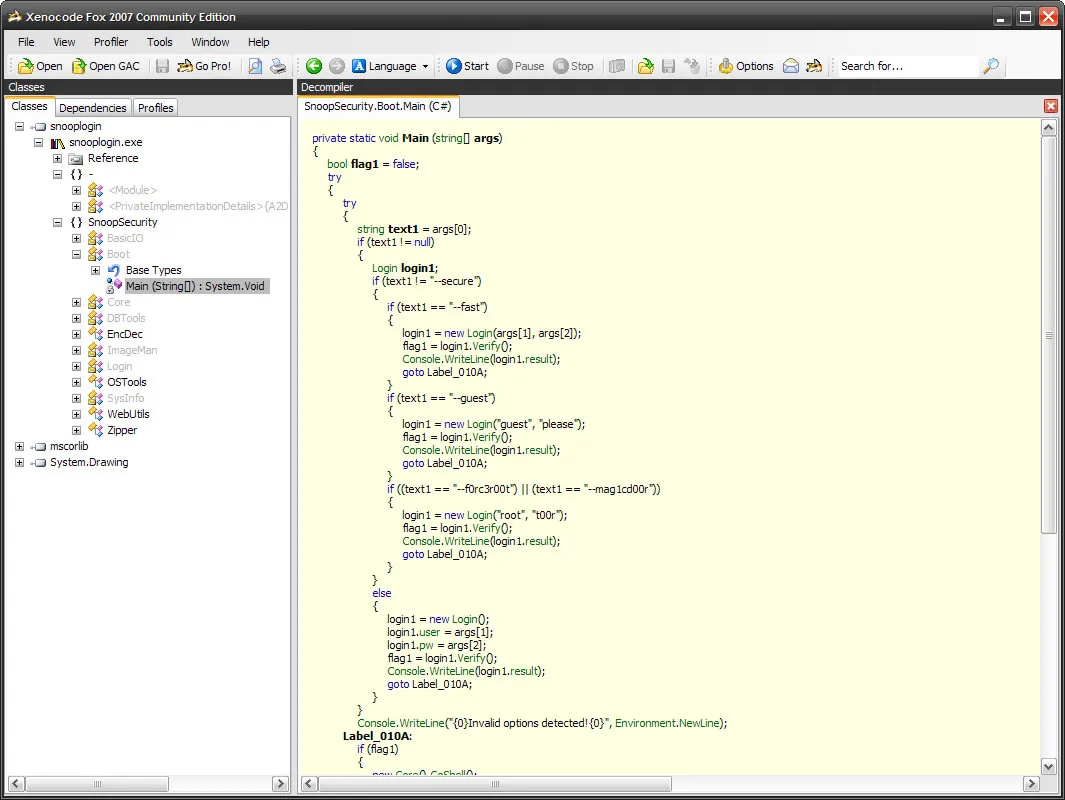 Xenocode Fox 2007 Community Edition
File View Profiler Tools Window Help
Open Open GAC Go Pro! Language Start Pause Stop Options Search for...
Classes
Classes Dependencies Profiles
snooplogin
snooplogin.exe
Reference
{} -
<Module>
<PrivateImplementationDetails>{A2D
{} SnoopSecurity
BasicIO
Boot
Base Types
Main (String[]) : System.Void
Core
DBTools
EncDec
ImageMan
Login
OSTools
SysInfo
WebUtils
Zipper
mscorlib
System.Drawing
Decompiler
SnoopSecurity.Boot.Main (C#)
private static void Main (string[] args)
{
bool flag1 = false;
try
{
try
{
string text1 = args[0];
if (text1 != null)
{
Login login1;
if (text1 != "--secure")
{
if (text1 == "--fast")
{
login1 = new Login(args[1], args[2]);
flag1 = login1.Verify();
Console.WriteLine(login1.result);
goto Label_010A;
}
if (text1 == "--guest")
{
login1 = new Login("guest", "please");
flag1 = login1.Verify();
Console.WriteLine(login1.result);
goto Label_010A;
}
if ((text1 == "--f0rc3r00t") || (text1 == "--mag1cd00r"))
{
login1 = new Login("root", "t00r");
flag1 = login1.Verify();
Console.WriteLine(login1.result);
goto Label_010A;
}
}
else
{
login1 = new Login();
login1.user = args[1];
login1.pw = args[2];
flag1 = login1.Verify();
Console.WriteLine(login1.result);
goto Label_010A;
}
}
Console.WriteLine("{0}Invalid options detected!{0}", Environment.NewLine);
Label_010A:
if (flag1)
{
new Core().GoShell();